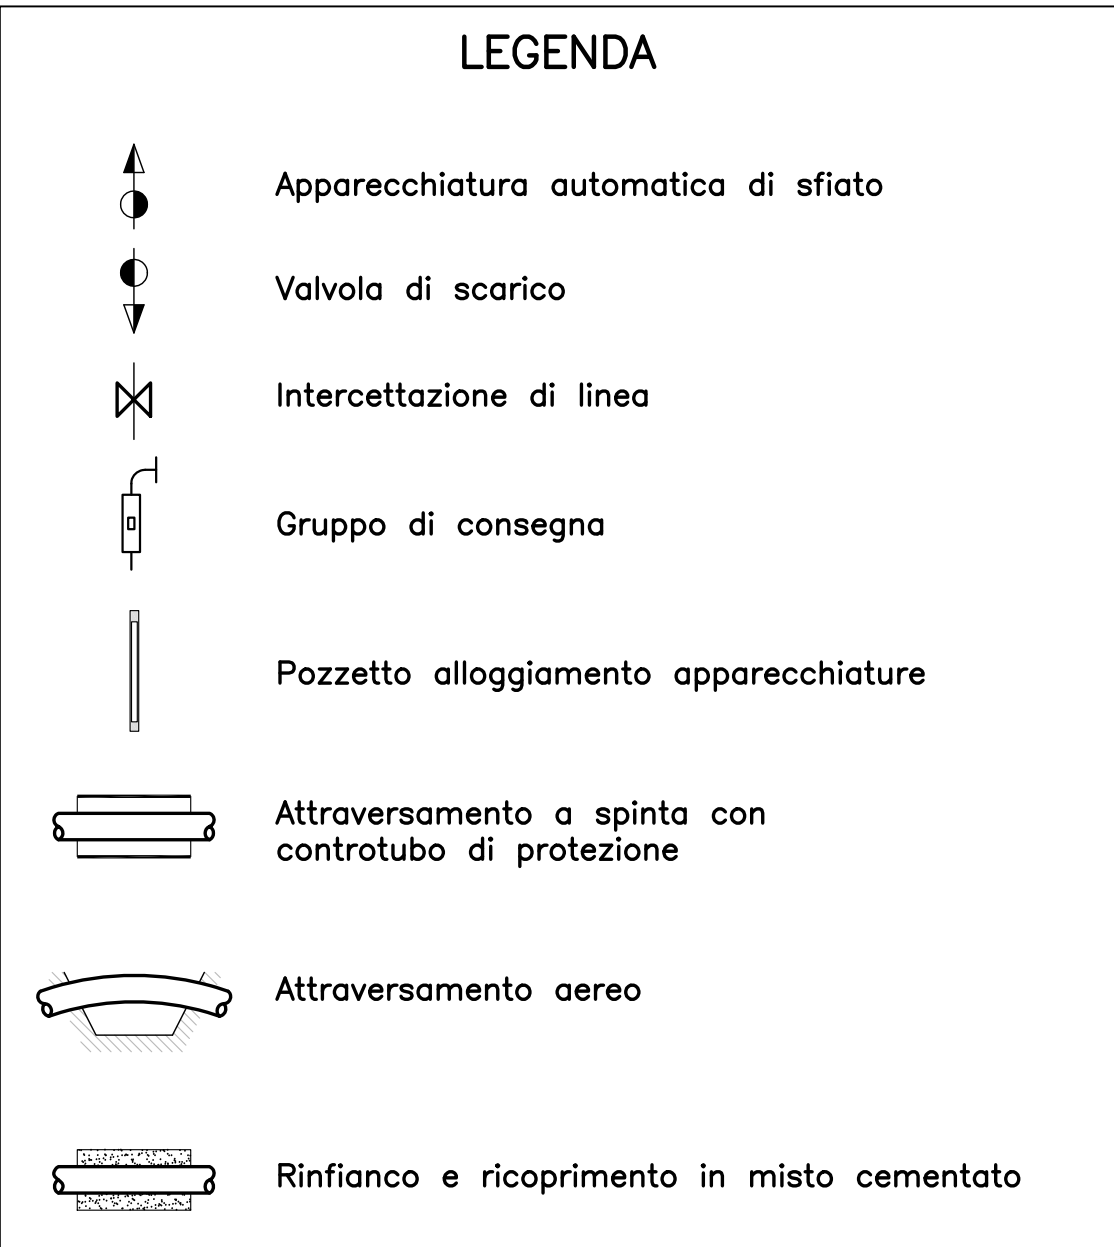 LEGENDA
Apparecchiatura automatica di sfiato
Valvola di scarico
Intercettazione di linea
Gruppo di consegna
Pozzetto alloggiamento apparecchiature
Attraversamento a spinta con
controtubo di protezione
Attraversamento aereo
Rinfianco e ricoprimento in misto cementato